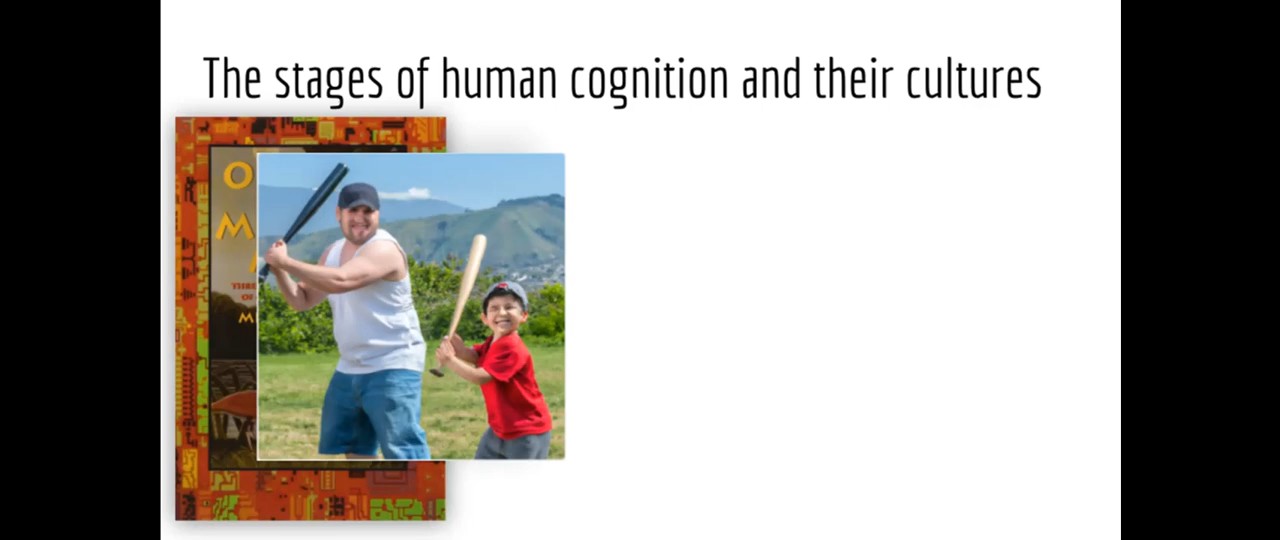 The stages of human cognition and their cultures
O
M
M